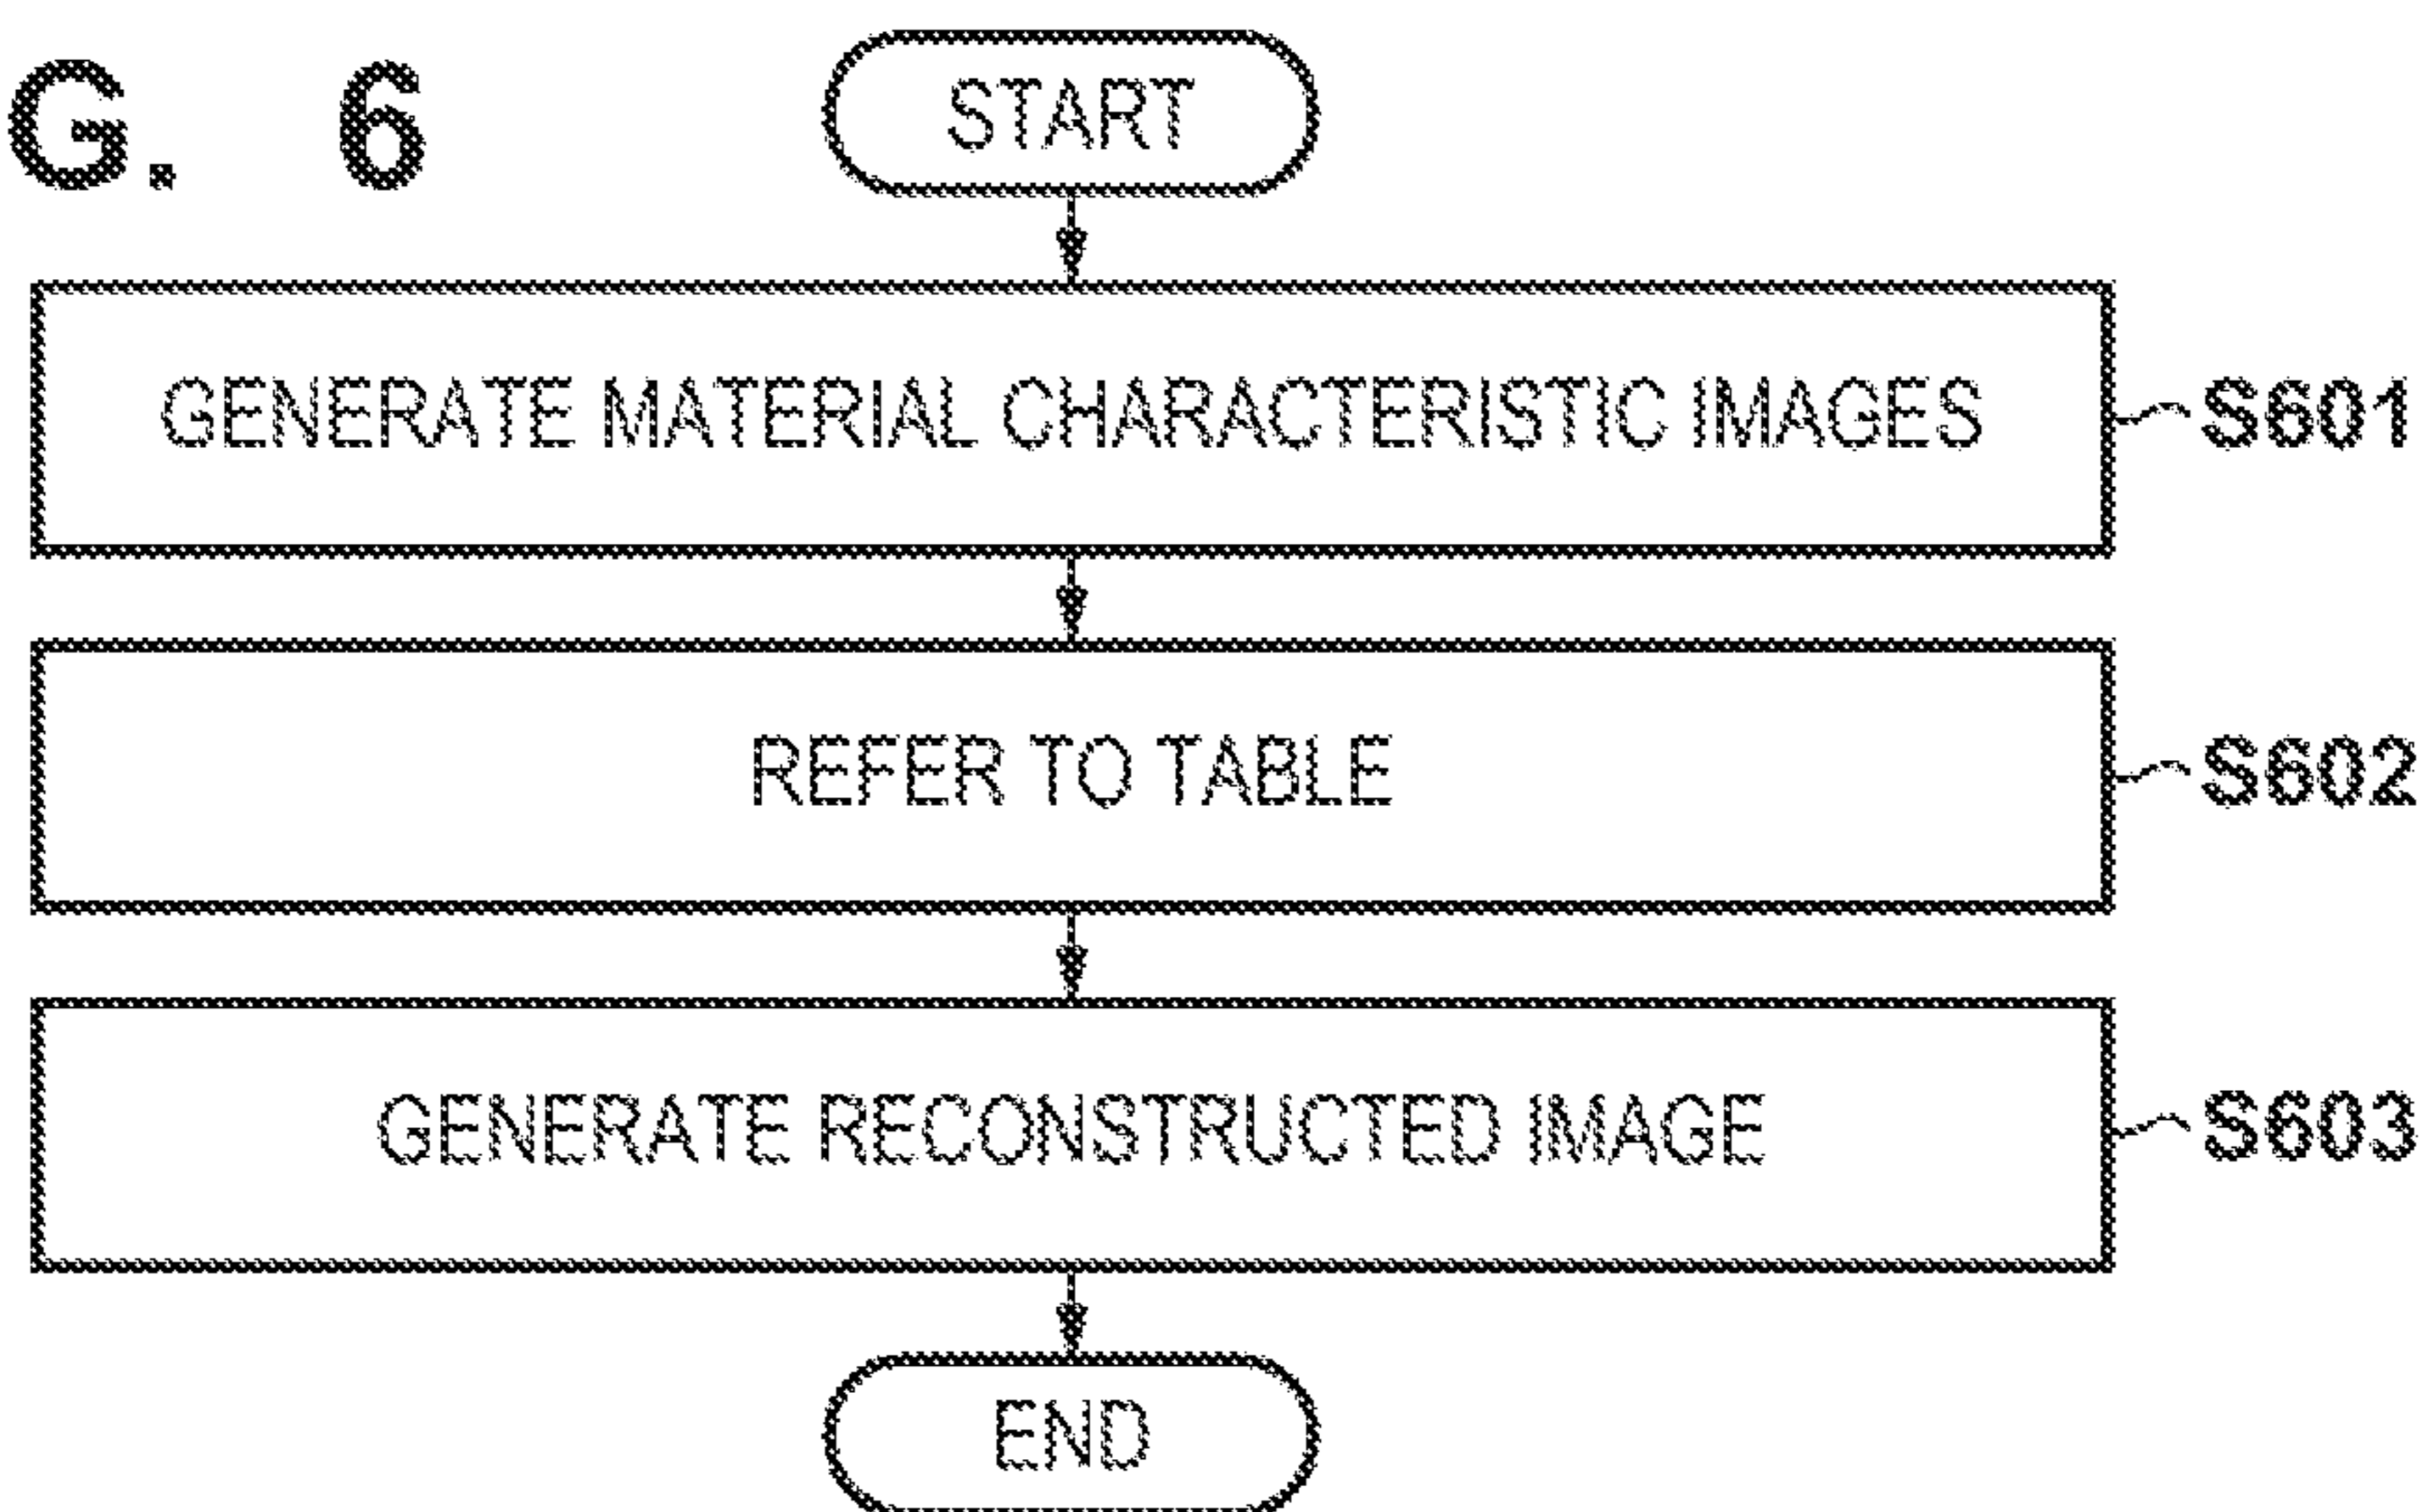 G. 6
START
GENERATE MATERIAL CHARACTERISTIC IMAGES
S601
REFER TO TABLE
S602
GENERATE RECONSTRUCTED IMAGE
S603
END